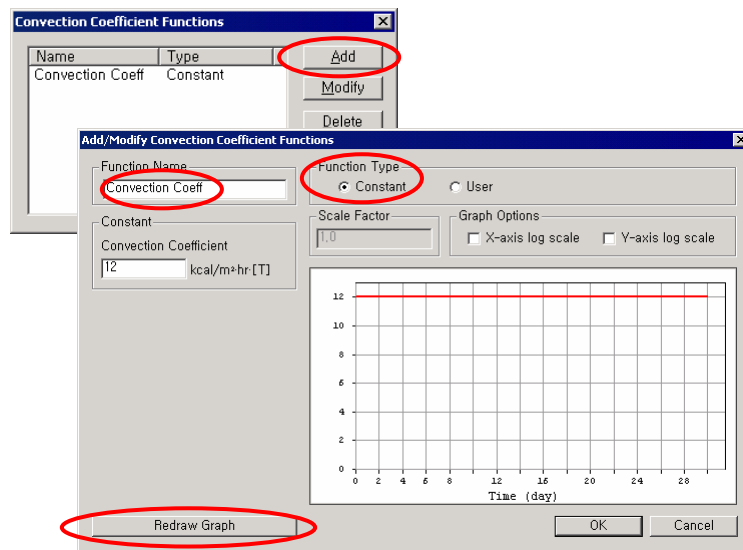 Convection Coefficient Functions
Name Type
Convection Coeff Constant
Add
Modify
Delete
Add/Modify Convection Coefficient Functions
Function Name
Convection Coeff
Function Type
Constant User
Constant
Convection Coefficient
12 kcal/m²·hr·[T]
Scale Factor
1,0
Graph Options
X-axis log scale Y-axis log scale
12
10
8
6
4
2
0
0 2 4 6 8 12 16 20 24 28
Time (day)
Redraw Graph
OK Cancel